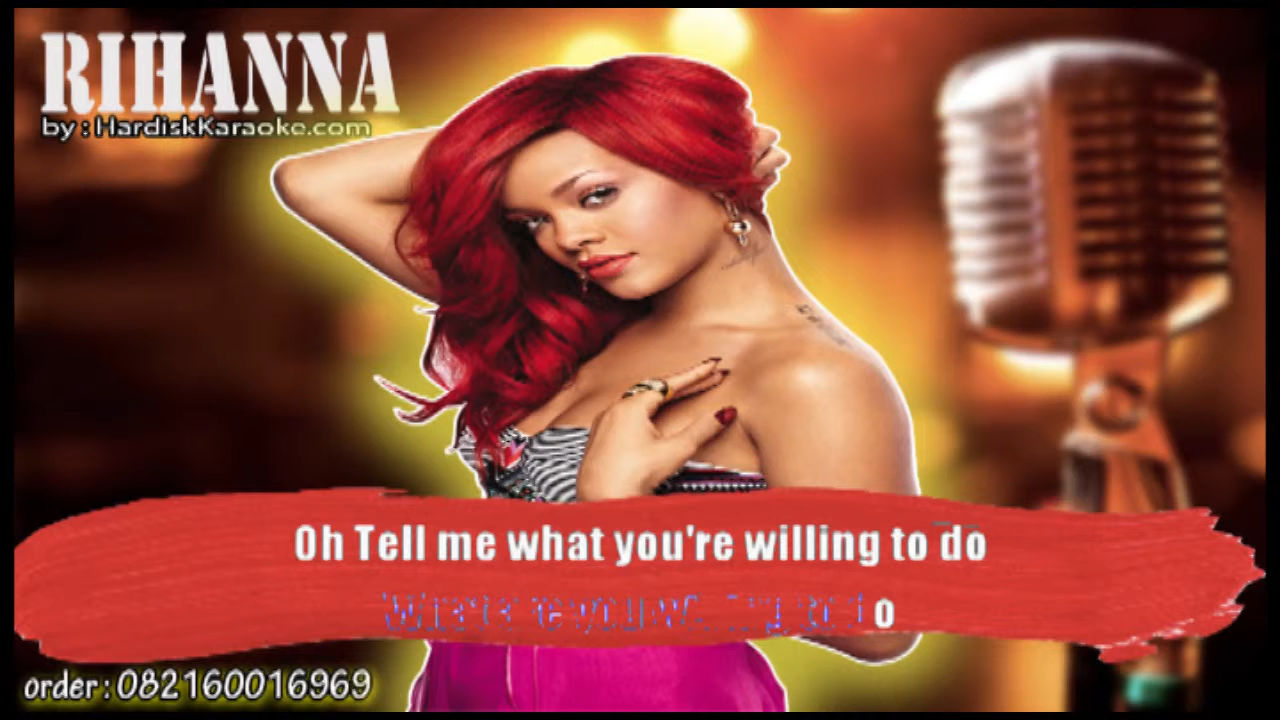 RIHANNA
by : HardiskKaraoke.com
Oh Tell me what you're willing to do
o
order : 082160016969